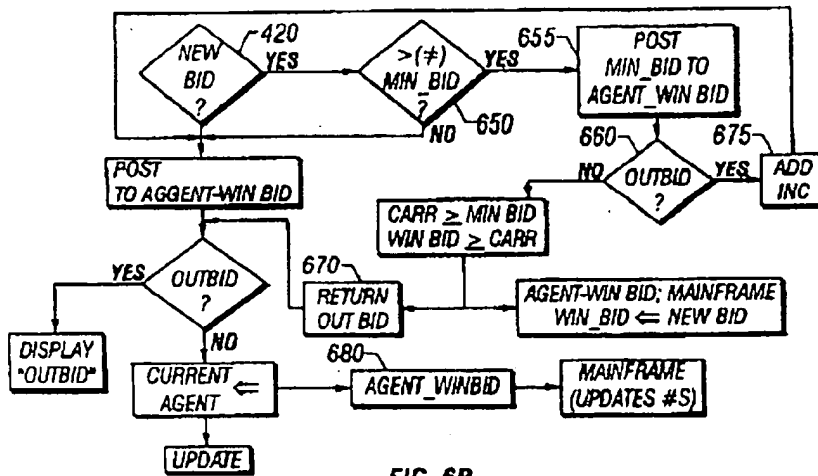 420
NEW
BID
?
YES
>(≠)
MIN_BID
?
YES
NO
650
655
POST
MIN_BID TO
AGENT_WIN BID
660
OUTBID
?
NO
YES
675
ADD
INC
POST
TO AGGENT-WIN BID
CARR ≥ MIN BID
WIN BID ≥ CARR
YES
OUTBID
?
NO
670
RETURN
OUT BID
AGENT-WIN BID; MAINFRAME
WIN_BID ⇐ NEW BID
DISPLAY
"OUTBID"
CURRENT
AGENT ⇐
680
AGENT_WINBID
MAINFRAME
(UPDATES #S)
UPDATE